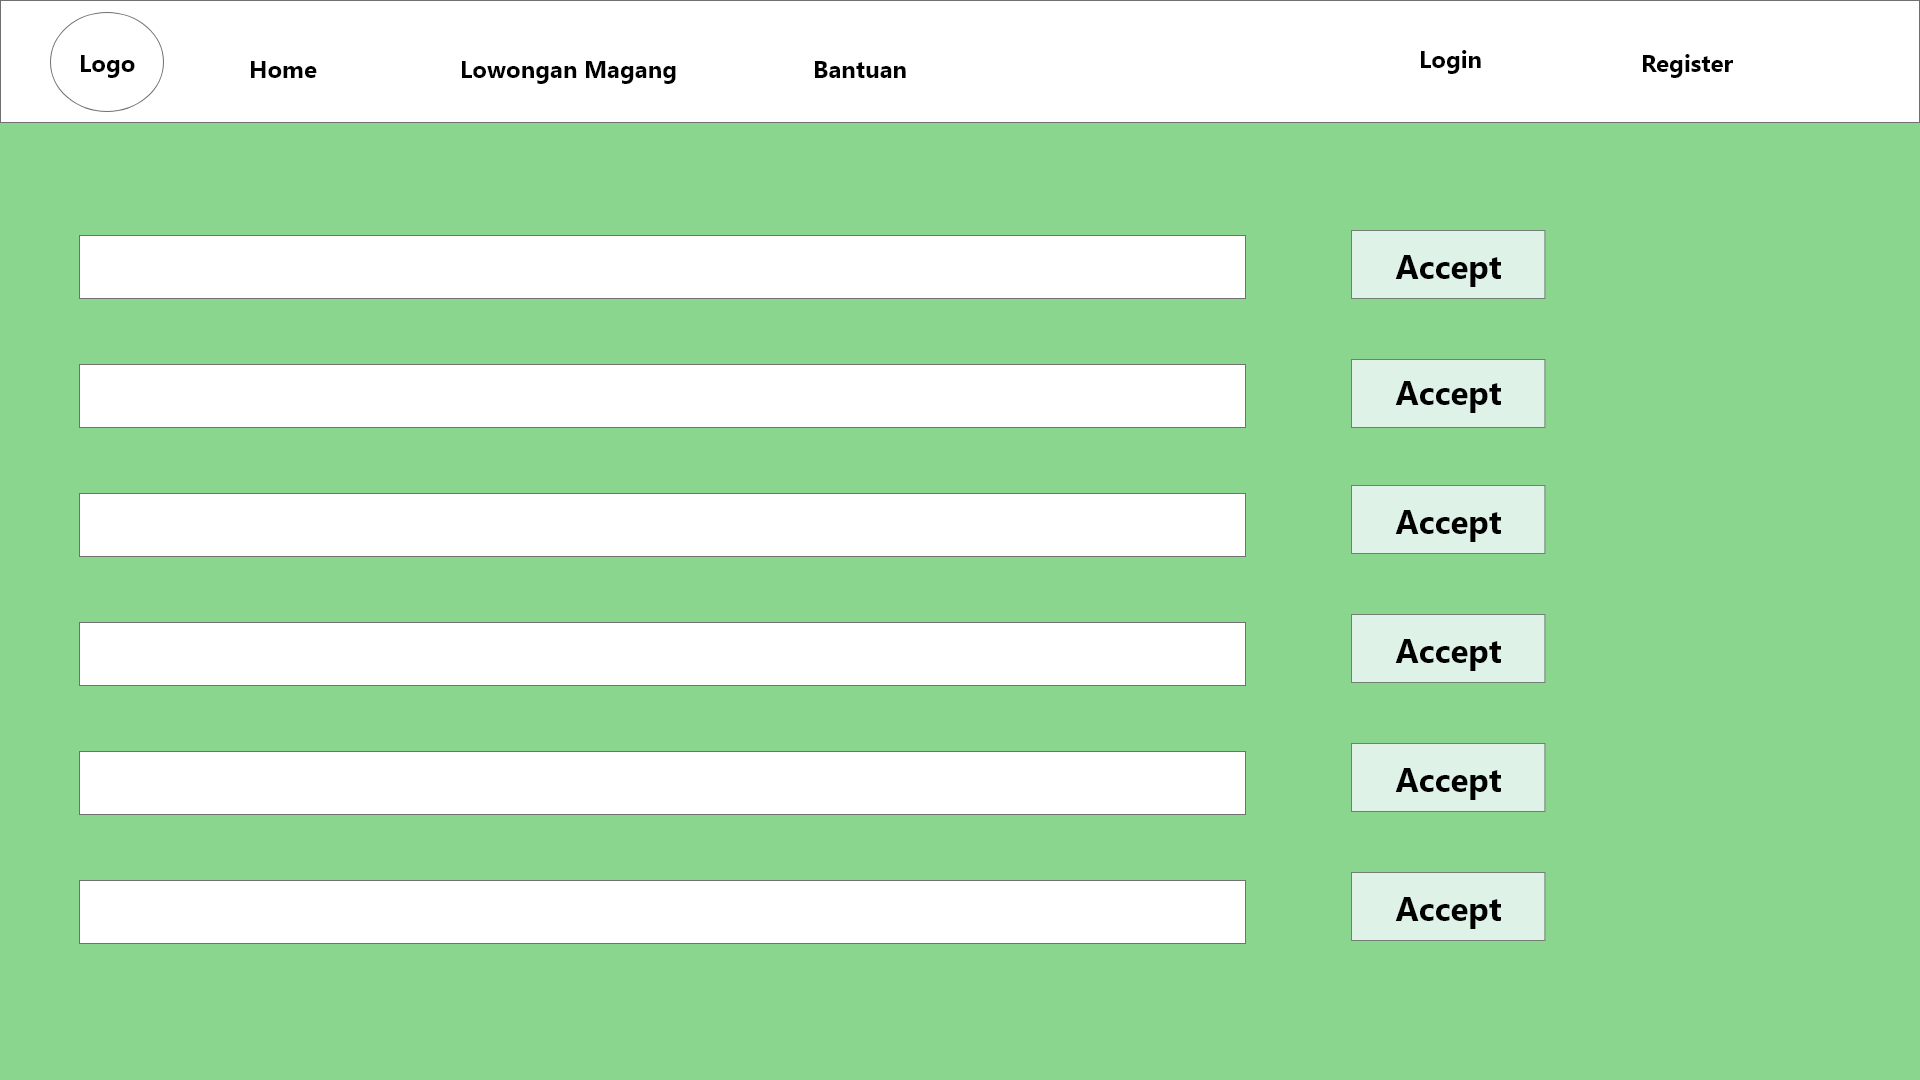 Logo
Home
Lowongan Magang
Bantuan
Login
Register
Accept
Accept
Accept
Accept
Accept
Accept